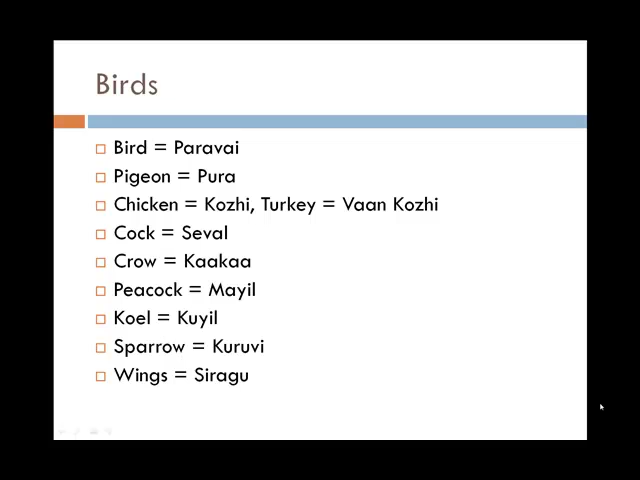 Birds
Bird = Paravai
Pigeon = Pura
Chicken = Kozhi, Turkey = Vaan Kozhi
Cock = Seval
Crow = Kaakaa
Peacock = Mayil
Koel = Kuyil
Sparrow = Kuruvi
Wings = Siragu